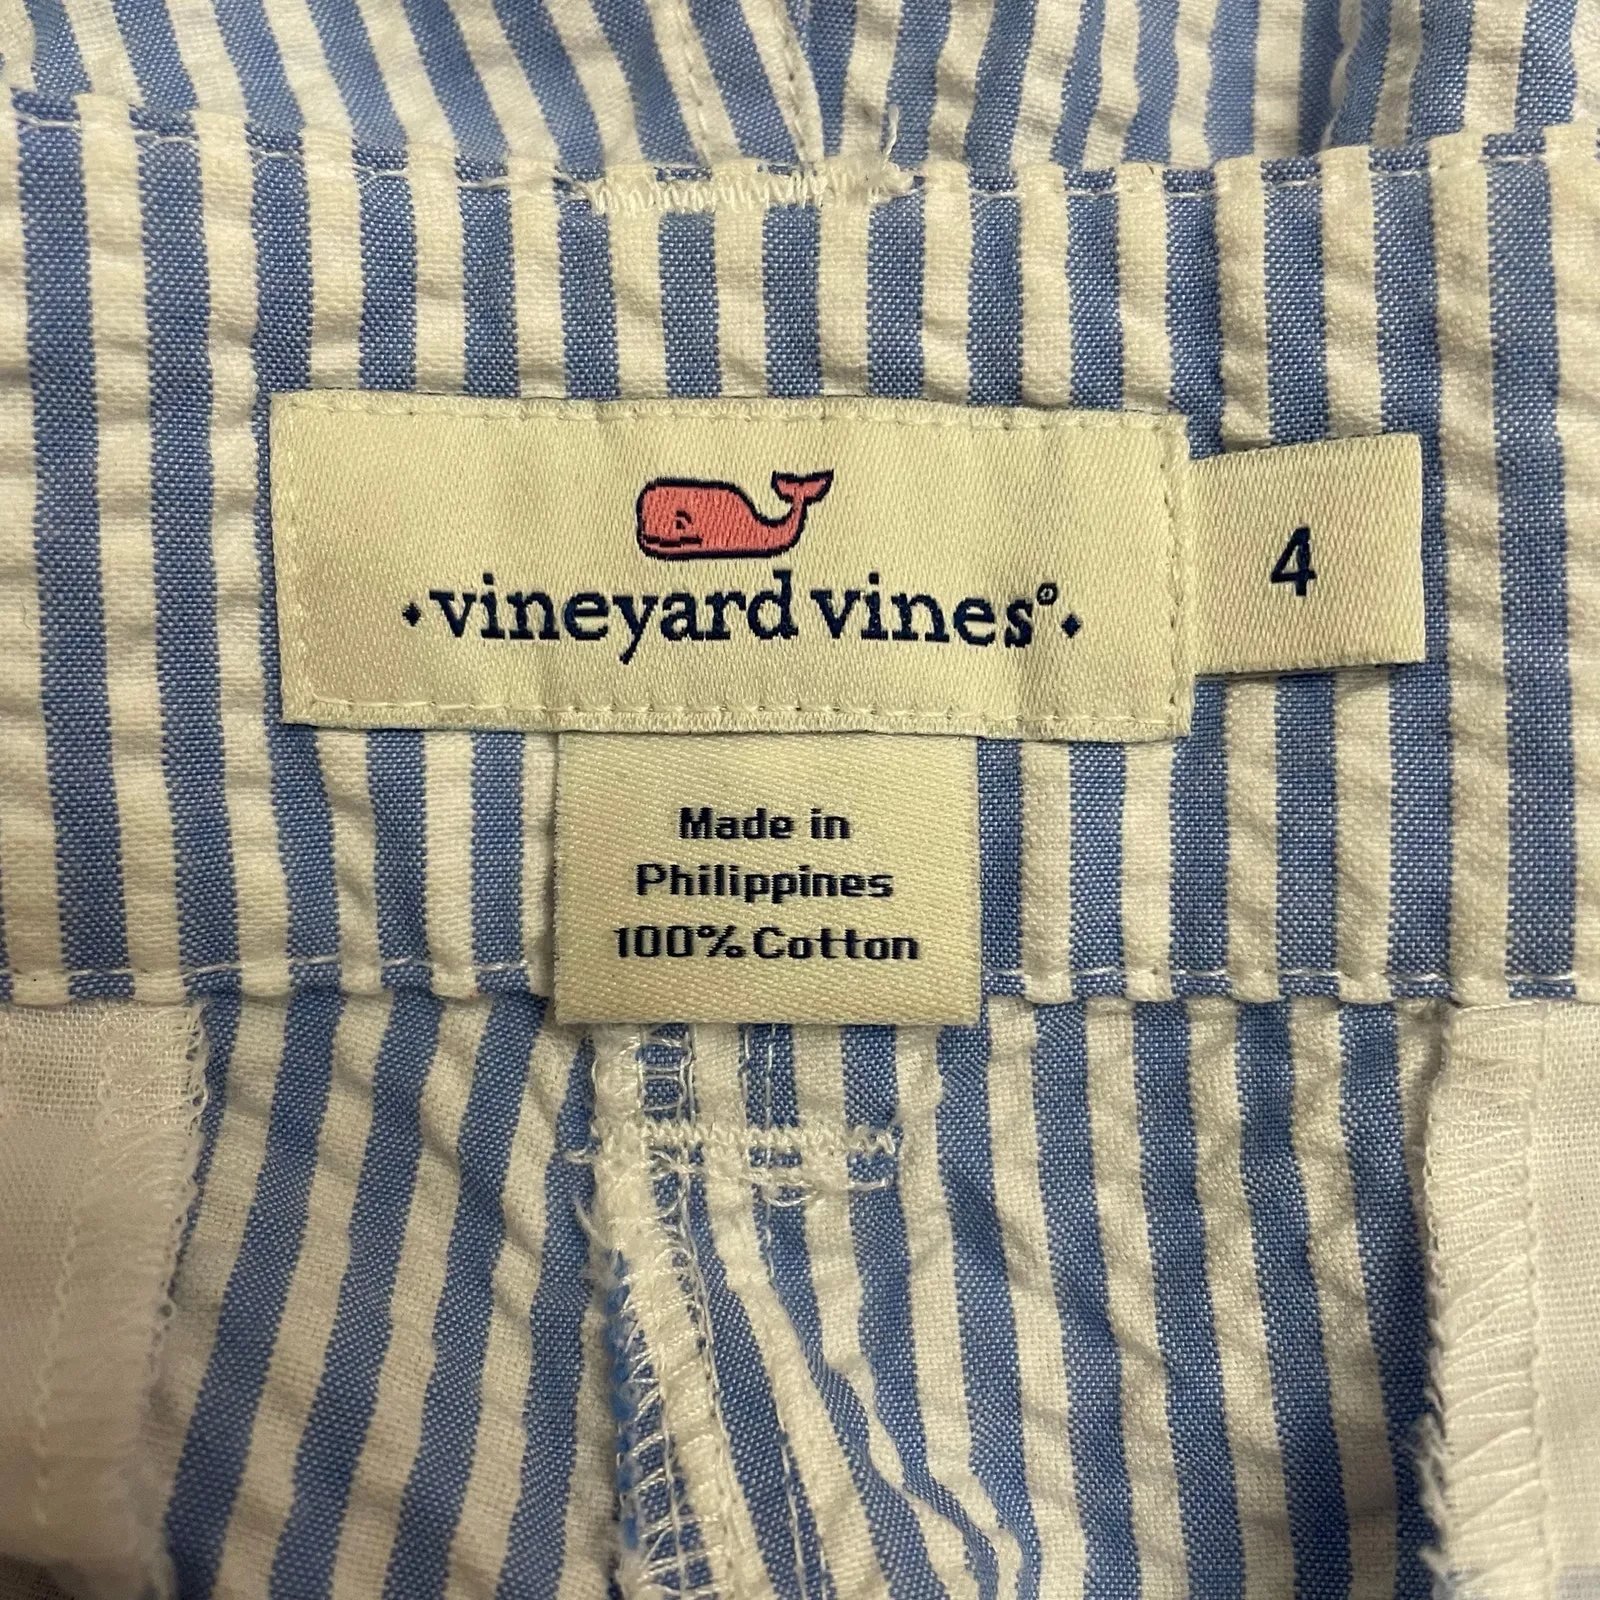 vineyard vines®
4
Made in
Philippines
100% Cotton